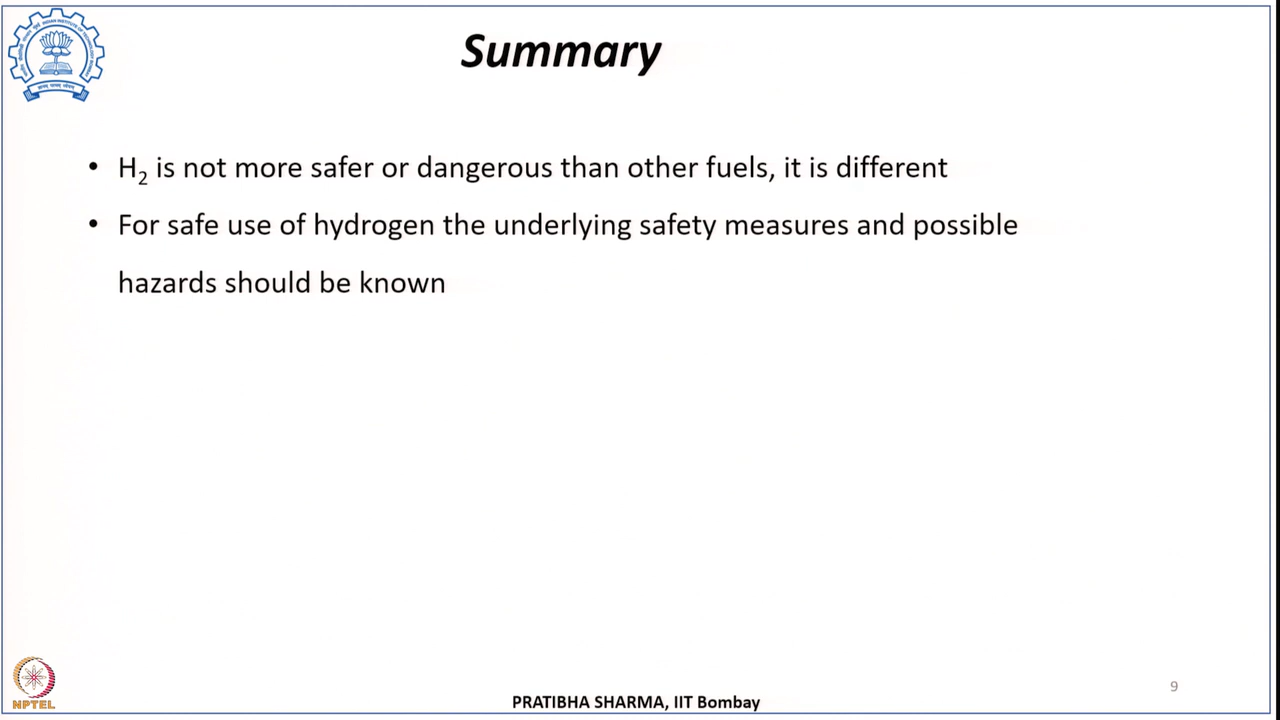 Summary
• H₂ is not more safer or dangerous than other fuels, it is different
• For safe use of hydrogen the underlying safety measures and possible
hazards should be known
9
NPTEL
PRATIBHA SHARMA, IIT Bombay